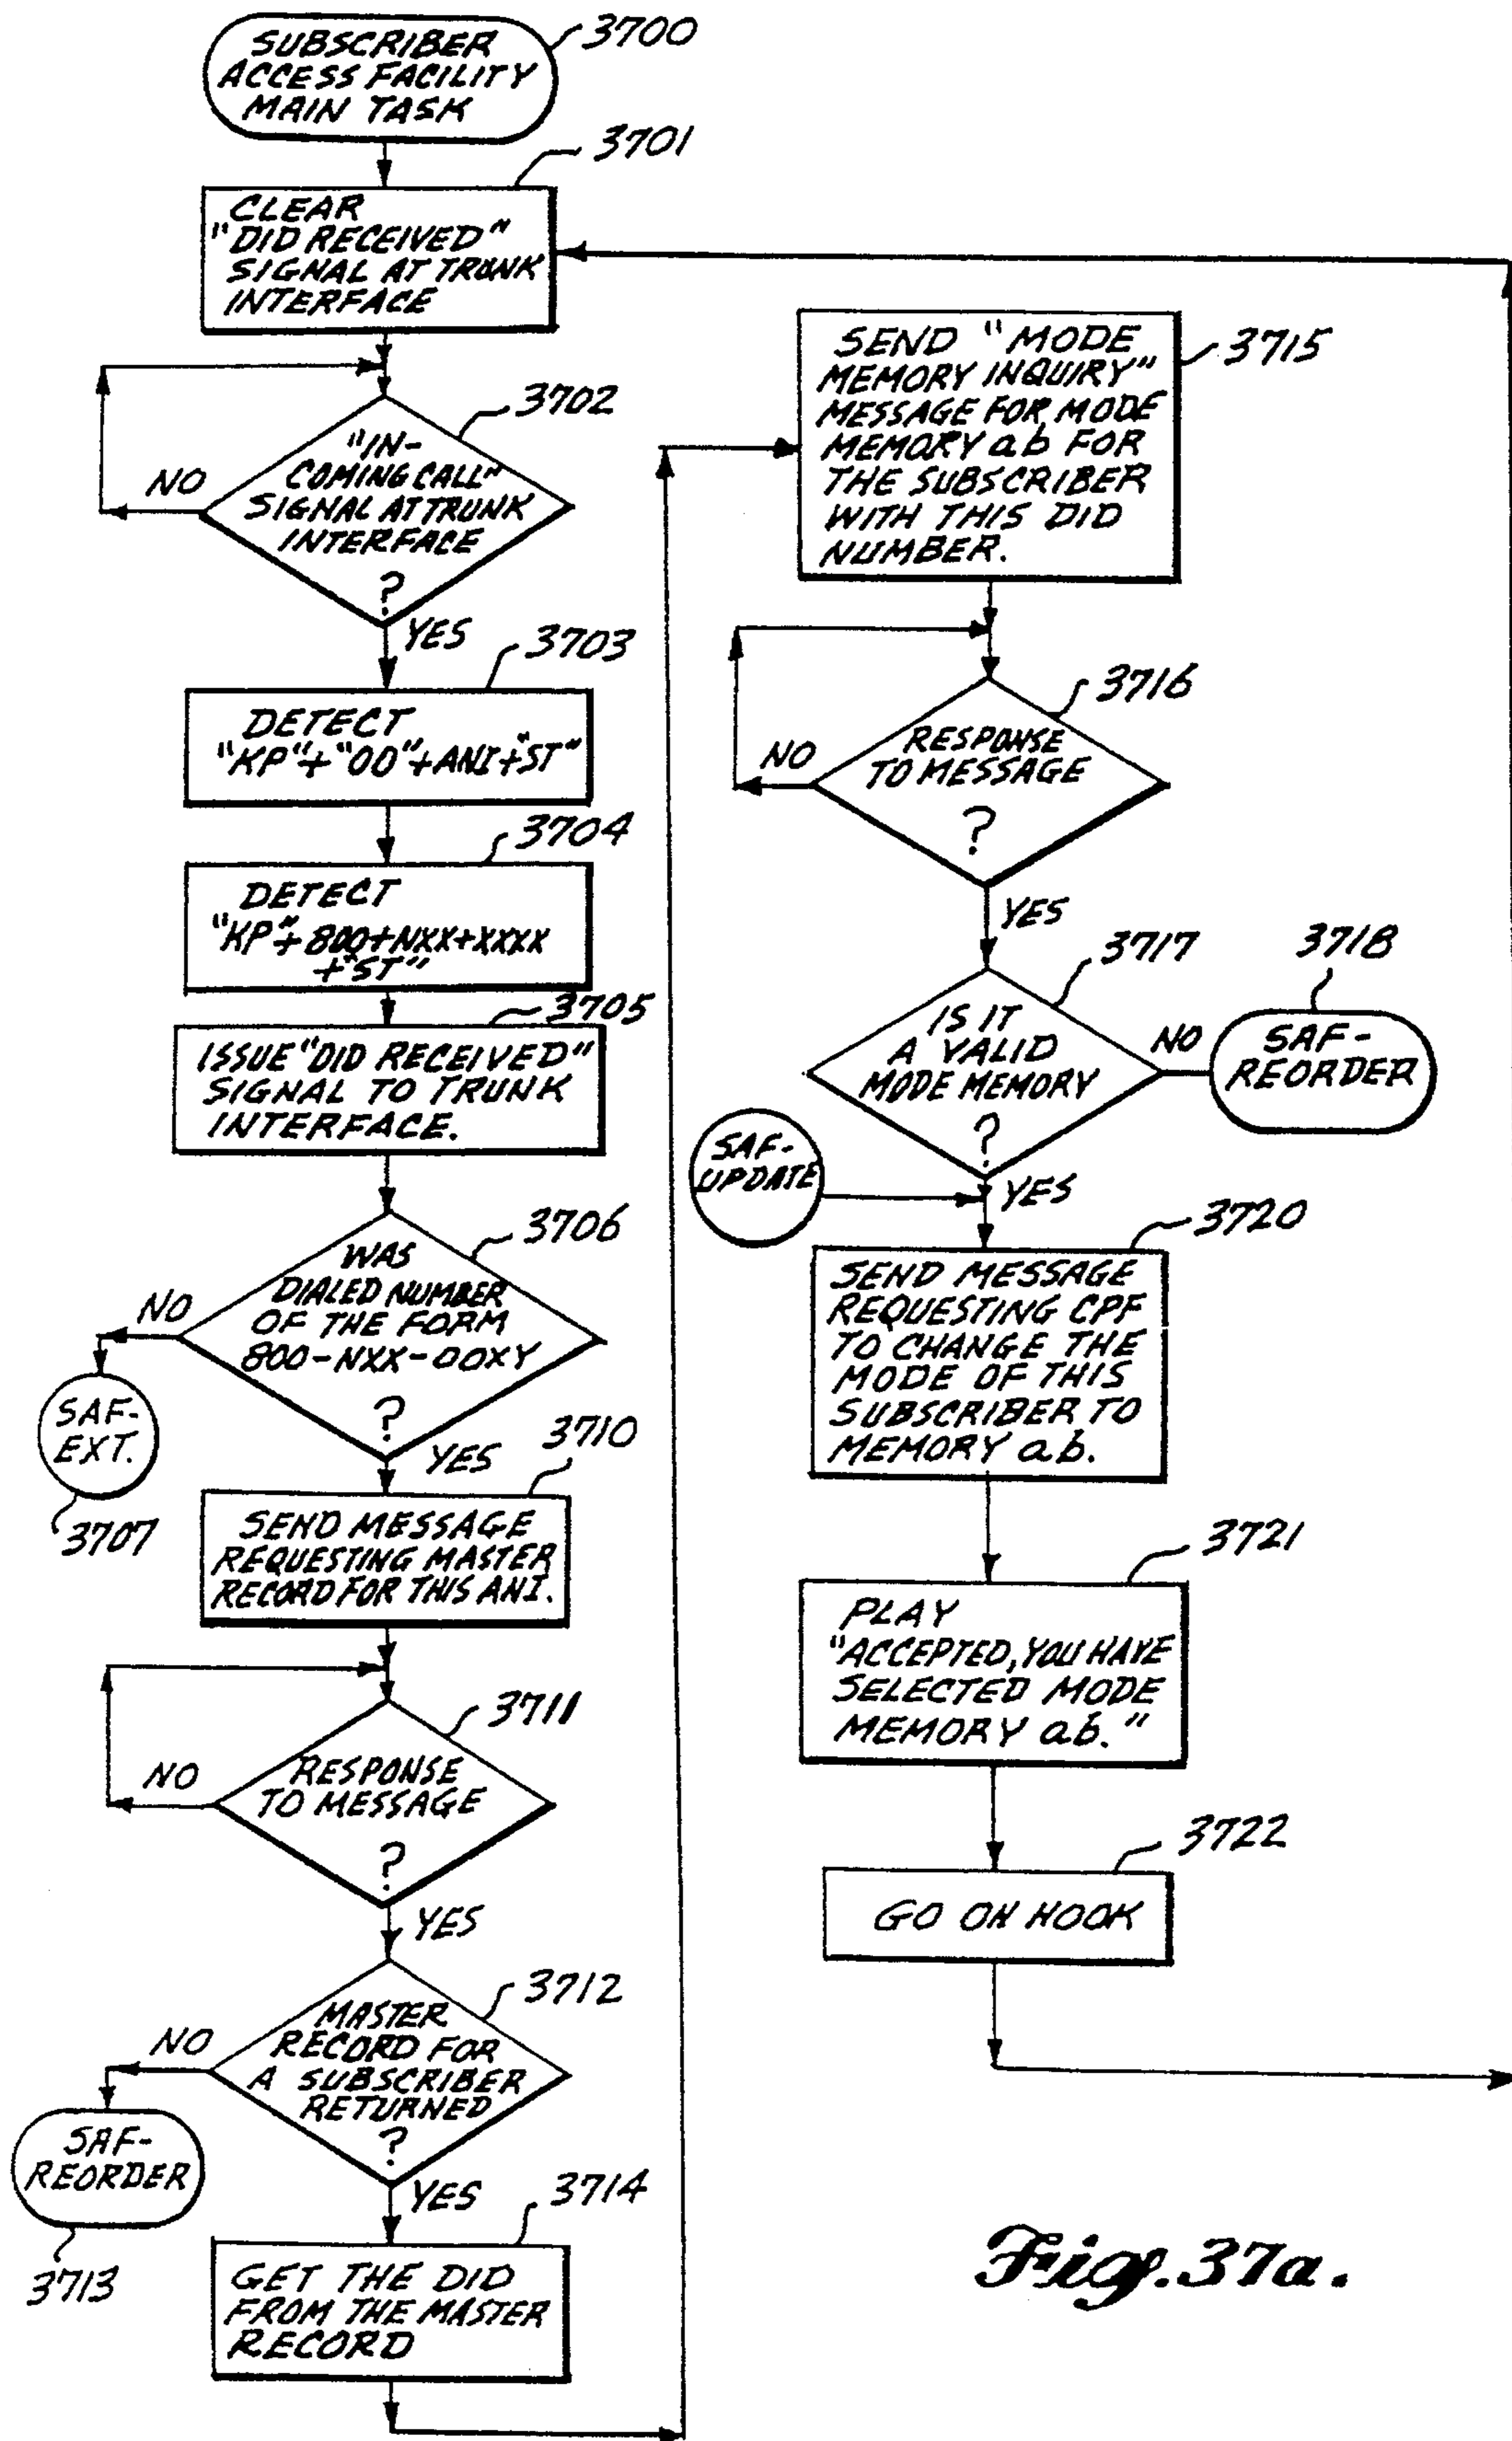 SUBSCRIBER
ACCESS FACILITY
MAIN TASK
3700
3701
CLEAR
"DID RECEIVED"
SIGNAL AT TRUNK
INTERFACE
3702
"IN-
COMING CALL"
SIGNAL AT TRUNK
INTERFACE
?
NO
YES
3703
DETECT
"KP"+"00"+ANI+"ST"
3704
DETECT
"KP"+800+NXX+XXXX
+"ST"
3705
ISSUE "DID RECEIVED"
SIGNAL TO TRUNK
INTERFACE.
3706
WAS
DIALED NUMBER
OF THE FORM
800-NXX-00XY
?
NO
SAF-
EXT.
3707
YES
3710
SEND MESSAGE
REQUESTING MASTER
RECORD FOR THIS ANI.
3711
RESPONSE
TO MESSAGE
?
NO
YES
3712
MASTER
RECORD FOR
A SUBSCRIBER
RETURNED
?
NO
SAF-
REORDER
3713
YES
3714
GET THE DID
FROM THE MASTER
RECORD
SEND "MODE
MEMORY INQUIRY"
MESSAGE FOR MODE
MEMORY ab FOR
THE SUBSCRIBER
WITH THIS DID
NUMBER.
3715
3716
RESPONSE
TO MESSAGE
?
NO
YES
3717
IS IT
A VALID
MODE MEMORY
?
NO
3718
SAF-
REORDER
SAF-
UPDATE
YES
3720
SEND MESSAGE
REQUESTING CPF
TO CHANGE THE
MODE OF THIS
SUBSCRIBER TO
MEMORY ab.
3721
PLAY
"ACCEPTED, YOU HAVE
SELECTED MODE
MEMORY ab."
3722
GO ON HOOK
Fig. 37a.